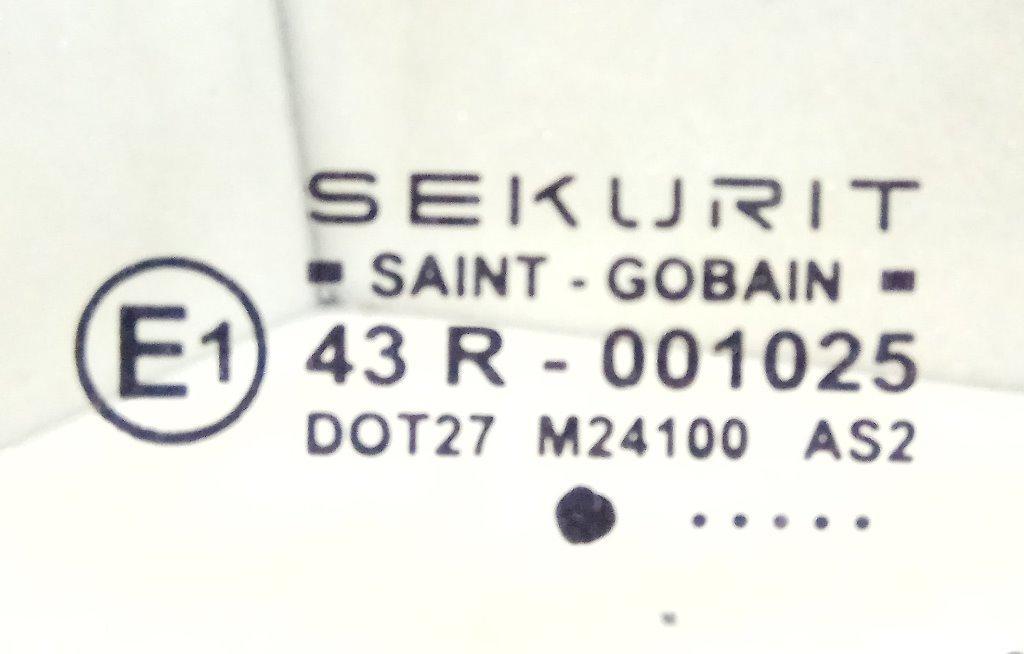 SEKURIT
SAINT - GOBAIN
E1
43 R - 001025
DOT27 M24100 AS2